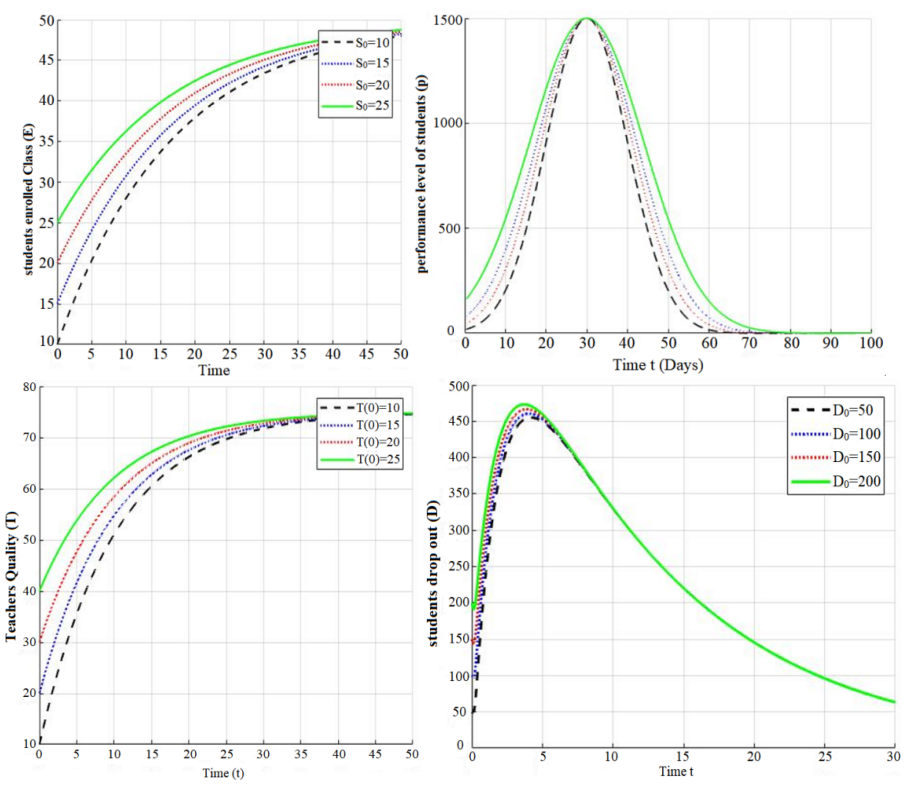 students enrolled Class (E)
50
45
40
35
30
25
20
15
10
S₀=10
S₀=15
S₀=20
S₀=25
0 5 10 15 20 25 30 35 40 45 50
Time
performance level of students (p)
1500
1000
500
0
0 10 20 30 40 50 60 70 80 90 100
Time t (Days)
Teachers Quality (T)
80
70
60
50
40
30
20
10
T(0)=10
T(0)=15
T(0)=20
T(0)=25
0 5 10 15 20 25 30 35 40 45 50
Time (t)
students drop out (D)
500
450
400
350
300
250
200
150
100
50
0
D₀=50
D₀=100
D₀=150
D₀=200
0 5 10 15 20 25 30
Time t